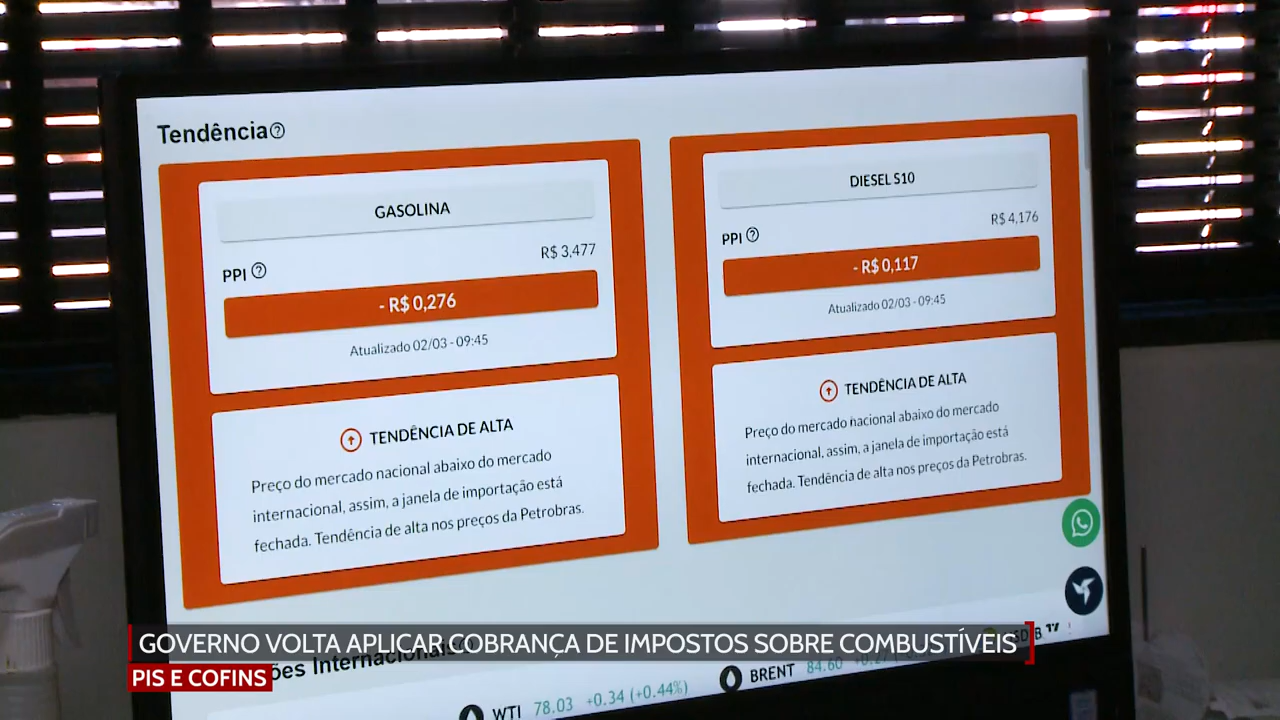 Tendência
GASOLINA
PPI
R$ 3,477
- R$ 0,276
Atualizado 02/03 - 09:45
TENDÊNCIA DE ALTA
Preço do mercado nacional abaixo do mercado
internacional, assim, a janela de importação está
fechada. Tendência de alta nos preços da Petrobras.
DIESEL S10
PPI
R$ 4,176
- R$ 0,117
Atualizado 02/03 - 09:45
TENDÊNCIA DE ALTA
Preço do mercado nacional abaixo do mercado
internacional, assim, a janela de importação está
fechada. Tendência de alta nos preços da Petrobras.
GOVERNO VOLTA APLICAR COBRANÇA DE IMPOSTOS SOBRE COMBUSTÍVEIS
PIS E COFINS
ões Internacionais
WTI 78.03 +0.34 (+0.44%)
BRENT 84.60